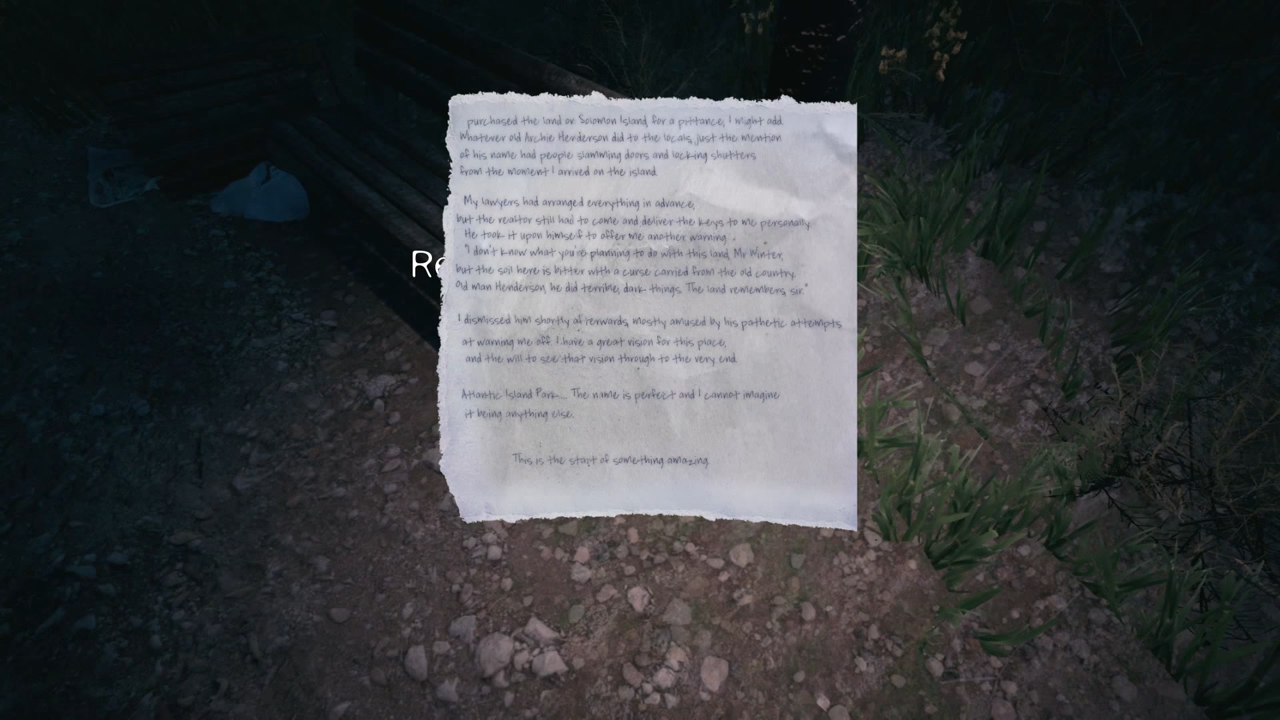 purchased the land on Solomon Island, for a pittance, I might add.
Whatever old Archie Henderson did to the locals, just the mention
of his name had people slamming doors and locking shutters
from the moment I arrived on the island.
My lawyers had arranged everything in advance,
but the realtor still had to come and deliver the keys to me personally.
He took it upon himself to offer me another warning:
"I don't know what you're planning to do with this land, Mr Winter,
but the soil here is bitter with a curse carried from the old country.
Old man Henderson, he did terrible, dark things. The land remembers, sir."
I dismissed him shortly afterwards, mostly amused by his pathetic attempts
at warning me off. I have a great vision for this place,
and the will to see that vision through to the very end.
Atlantic Island Park... The name is perfect and I cannot imagine
it being anything else.
This is the start of something amazing.
Re